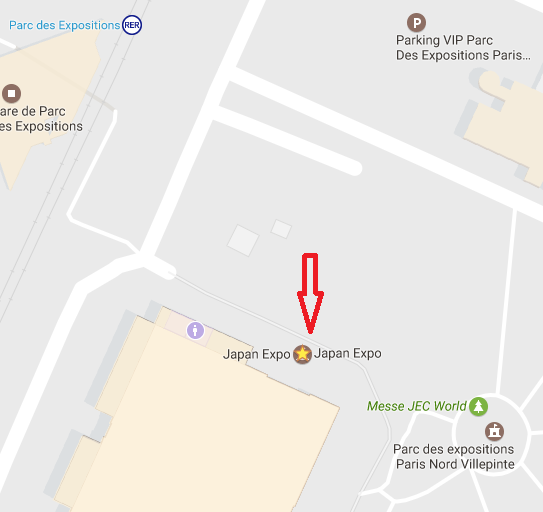 Parc des Expositions RER
P
Parking VIP Parc
Des Expositions Paris...
are de Parc
es Expositions
Japan Expo
Japan Expo
Messe JEC World
Parc des expositions
Paris Nord Villepinte